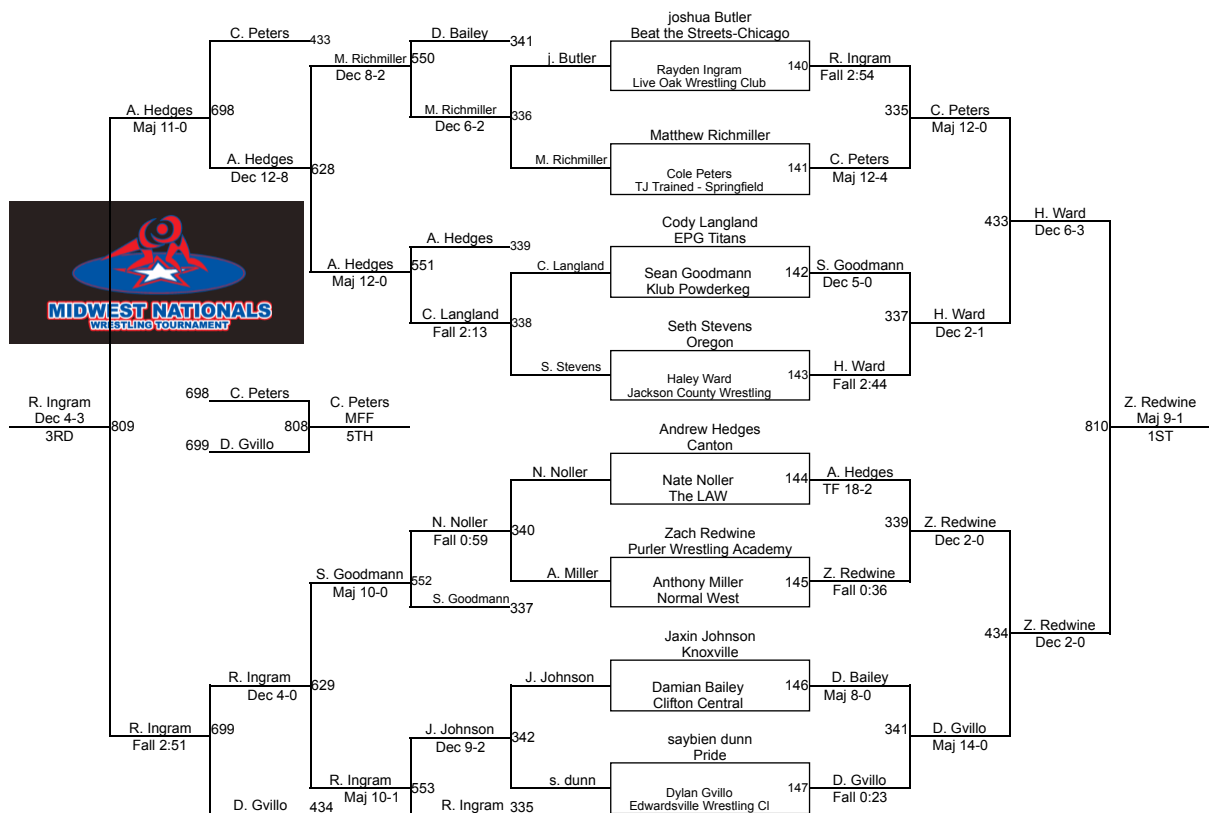 joshua Butler
Beat the Streets-Chicago
C. Peters
433
D. Bailey
341
M. Richmiller
550
Dec 8-2
j. Butler
Rayden Ingram
Live Oak Wrestling Club
140
R. Ingram
Fall 2:54
A. Hedges
698
Maj 11-0
M. Richmiller
336
Dec 6-2
335
C. Peters
Maj 12-0
Matthew Richmiller
A. Hedges
628
Dec 12-8
M. Richmiller
Cole Peters
TJ Trained - Springfield
141
C. Peters
Maj 12-4
Cody Langland
EPG Titans
433
H. Ward
Dec 6-3
A. Hedges
339
A. Hedges
551
Maj 12-0
C. Langland
Sean Goodmann
Klub Powderkeg
142
S. Goodmann
Dec 5-0
MIDWEST NATIONALS
WRESTLING TOURNAMENT
C. Langland
338
Fall 2:13
337
H. Ward
Dec 2-1
Seth Stevens
Oregon
S. Stevens
Haley Ward
Jackson County Wrestling
143
H. Ward
Fall 2:44
R. Ingram
Dec 4-3
3RD
809
698
C. Peters
699
D. Gvillo
808
C. Peters
MFF
5TH
810
Z. Redwine
Maj 9-1
1ST
Andrew Hedges
Canton
N. Noller
Nate Noller
The LAW
144
A. Hedges
TF 18-2
N. Noller
340
Fall 0:59
339
Z. Redwine
Dec 2-0
Zach Redwine
Purler Wrestling Academy
S. Goodmann
552
Maj 10-0
A. Miller
Anthony Miller
Normal West
145
Z. Redwine
Fall 0:36
S. Goodmann
337
434
Z. Redwine
Dec 2-0
Jaxin Johnson
Knoxville
R. Ingram
629
Dec 4-0
J. Johnson
Damian Bailey
Clifton Central
146
D. Bailey
Maj 8-0
R. Ingram
699
Fall 2:51
J. Johnson
342
Dec 9-2
341
D. Gvillo
Maj 14-0
saybien dunn
Pride
R. Ingram
553
Maj 10-1
s. dunn
Dylan Gvillo
Edwardsville Wrestling Cl
147
D. Gvillo
Fall 0:23
D. Gvillo
434
R. Ingram
335